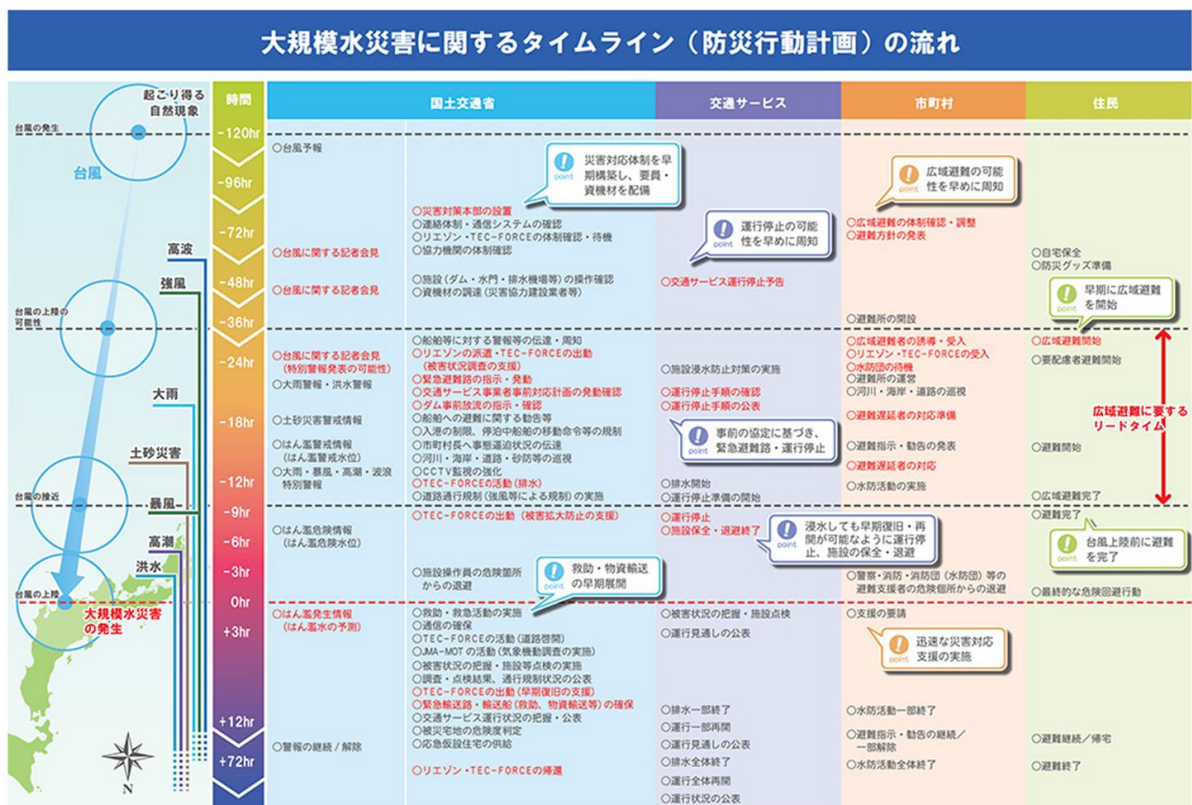 大規模水災害に関するタイムライン（防災行動計画）の流れ
起こり得る
自然現象
台風の発生
台風
高波
強風
台風の上陸の
可能性
大雨
土砂災害
台風の接近
暴風
高潮
洪水
台風の上陸
大規模水災害
の発生
N
時間
-120hr
-96hr
-72hr
-48hr
-36hr
-24hr
-18hr
-12hr
-9hr
-6hr
-3hr
0hr
+3hr
+12hr
+72hr
国土交通省
○台風予報
○台風に関する記者会見
○台風に関する記者会見
○台風に関する記者会見
（特別警報発表の可能性）
○大雨警報・洪水警報
○土砂災害警戒情報
○はん濫警戒情報
（はん濫警戒水位）
○大雨・暴風・高潮・波浪
特別警報
○はん濫危険情報
（はん濫危険水位）
○はん濫発生情報
（はん濫水の予測）
○警報の継続／解除
point
災害対応体制を早
期構築し、要員・
資機材を配備
○災害対策本部の設置
○連絡体制・通信システムの確認
○リエゾン・TEC-FORCEの体制確認・待機
○協力機関の体制確認
○施設（ダム・水門・排水機場等）の操作確認
○資機材の調達（災害協力建設業者等）
○船舶等に対する警報等の伝達・周知
○リエゾンの派遣・TEC-FORCEの出動
（被害状況調査の支援）
○緊急避難路の指示・発動
○交通サービス事業者事前対応計画の発動確認
○ダム事前放流の指示・確認
○船舶への避難に関する勧告等
○入港の制限、停泊中船舶の移動命令等の規制
○市町村長へ事態逼迫状況の伝達
○河川・海岸・道路・砂防等の巡視
○CCTV監視の強化
○TEC-FORCEの活動（排水）
○道路通行規制（強風等による規制）の実施
○TEC-FORCEの出動（被害拡大防止の支援）
point
救助・物資輸送
の早期展開
○施設操作員の危険箇所
からの退避
○救助・救急活動の実施
○通信の確保
○TEC-FORCEの活動（道路啓開）
○JMA-MOTの活動（気象機動調査の実施）
○被害状況の把握・施設等点検の実施
○調査・点検結果、通行規制状況の公表
○TEC-FORCEの出動（早期復旧の支援）
○緊急輸送路・輸送船（救助、物資輸送等）の確保
○交通サービス運行状況の把握・公表
○被災宅地の危険度判定
○応急仮設住宅の供給
○リエゾン・TEC-FORCEの帰還
交通サービス
point
運行停止の可能
性を早めに周知
○交通サービス運行停止予告
○施設浸水防止対策の実施
○運行停止手順の確認
○運行停止手順の公表
point
事前の協定に基づき、
緊急避難路・運行停止
○排水開始
○運行停止準備の開始
○運行停止
○施設保全・退避終了
point
浸水しても早期復旧・再
開が可能なように運行停
止、施設の保全・退避
○被害状況の把握・施設点検
○運行見通しの公表
○排水一部終了
○運行一部再開
○運行見通しの公表
○排水全体終了
○運行全体再開
○運行状況の公表
市町村
point
広域避難の可能
性を早めに周知
○広域避難の体制確認・調整
○避難方針の発表
○避難所の開設
○広域避難者の誘導・受入
○リエゾン・TEC-FORCEの受入
○水防団の待機
○避難所の運営
○河川・海岸・道路の巡視
○避難遅延者の対応準備
○避難指示・勧告の発表
○避難遅延者の対応
○水防活動の実施
○警察・消防・消防団（水防団）等の
避難支援者の危険個所からの退避
○支援の要請
point
迅速な災害対応
支援の実施
○水防活動一部終了
○避難指示・勧告の継続／
一部解除
○水防活動全体終了
住民
○自宅保全
○防災グッズ準備
point
早期に広域避難
を開始
○広域避難開始
○要配慮者避難開始
広域避難に要する
リードタイム
○避難開始
○広域避難完了
○避難完了
point
台風上陸前に避難
を完了
○最終的な危険回避行動
○避難継続／帰宅
○避難終了